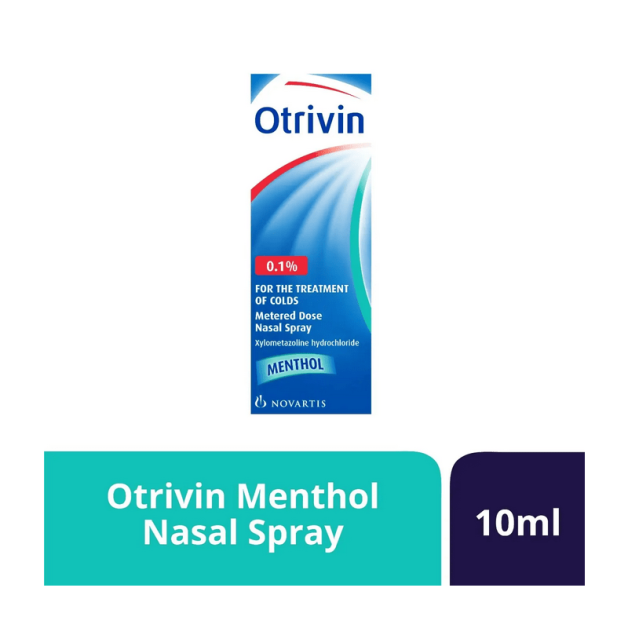 Otrivin
0.1%
FOR THE TREATMENT
OF COLDS
Metered Dose
Nasal Spray
Xylometazoline hydrochloride
MENTHOL
NOVARTIS
Otrivin Menthol
Nasal Spray
10ml